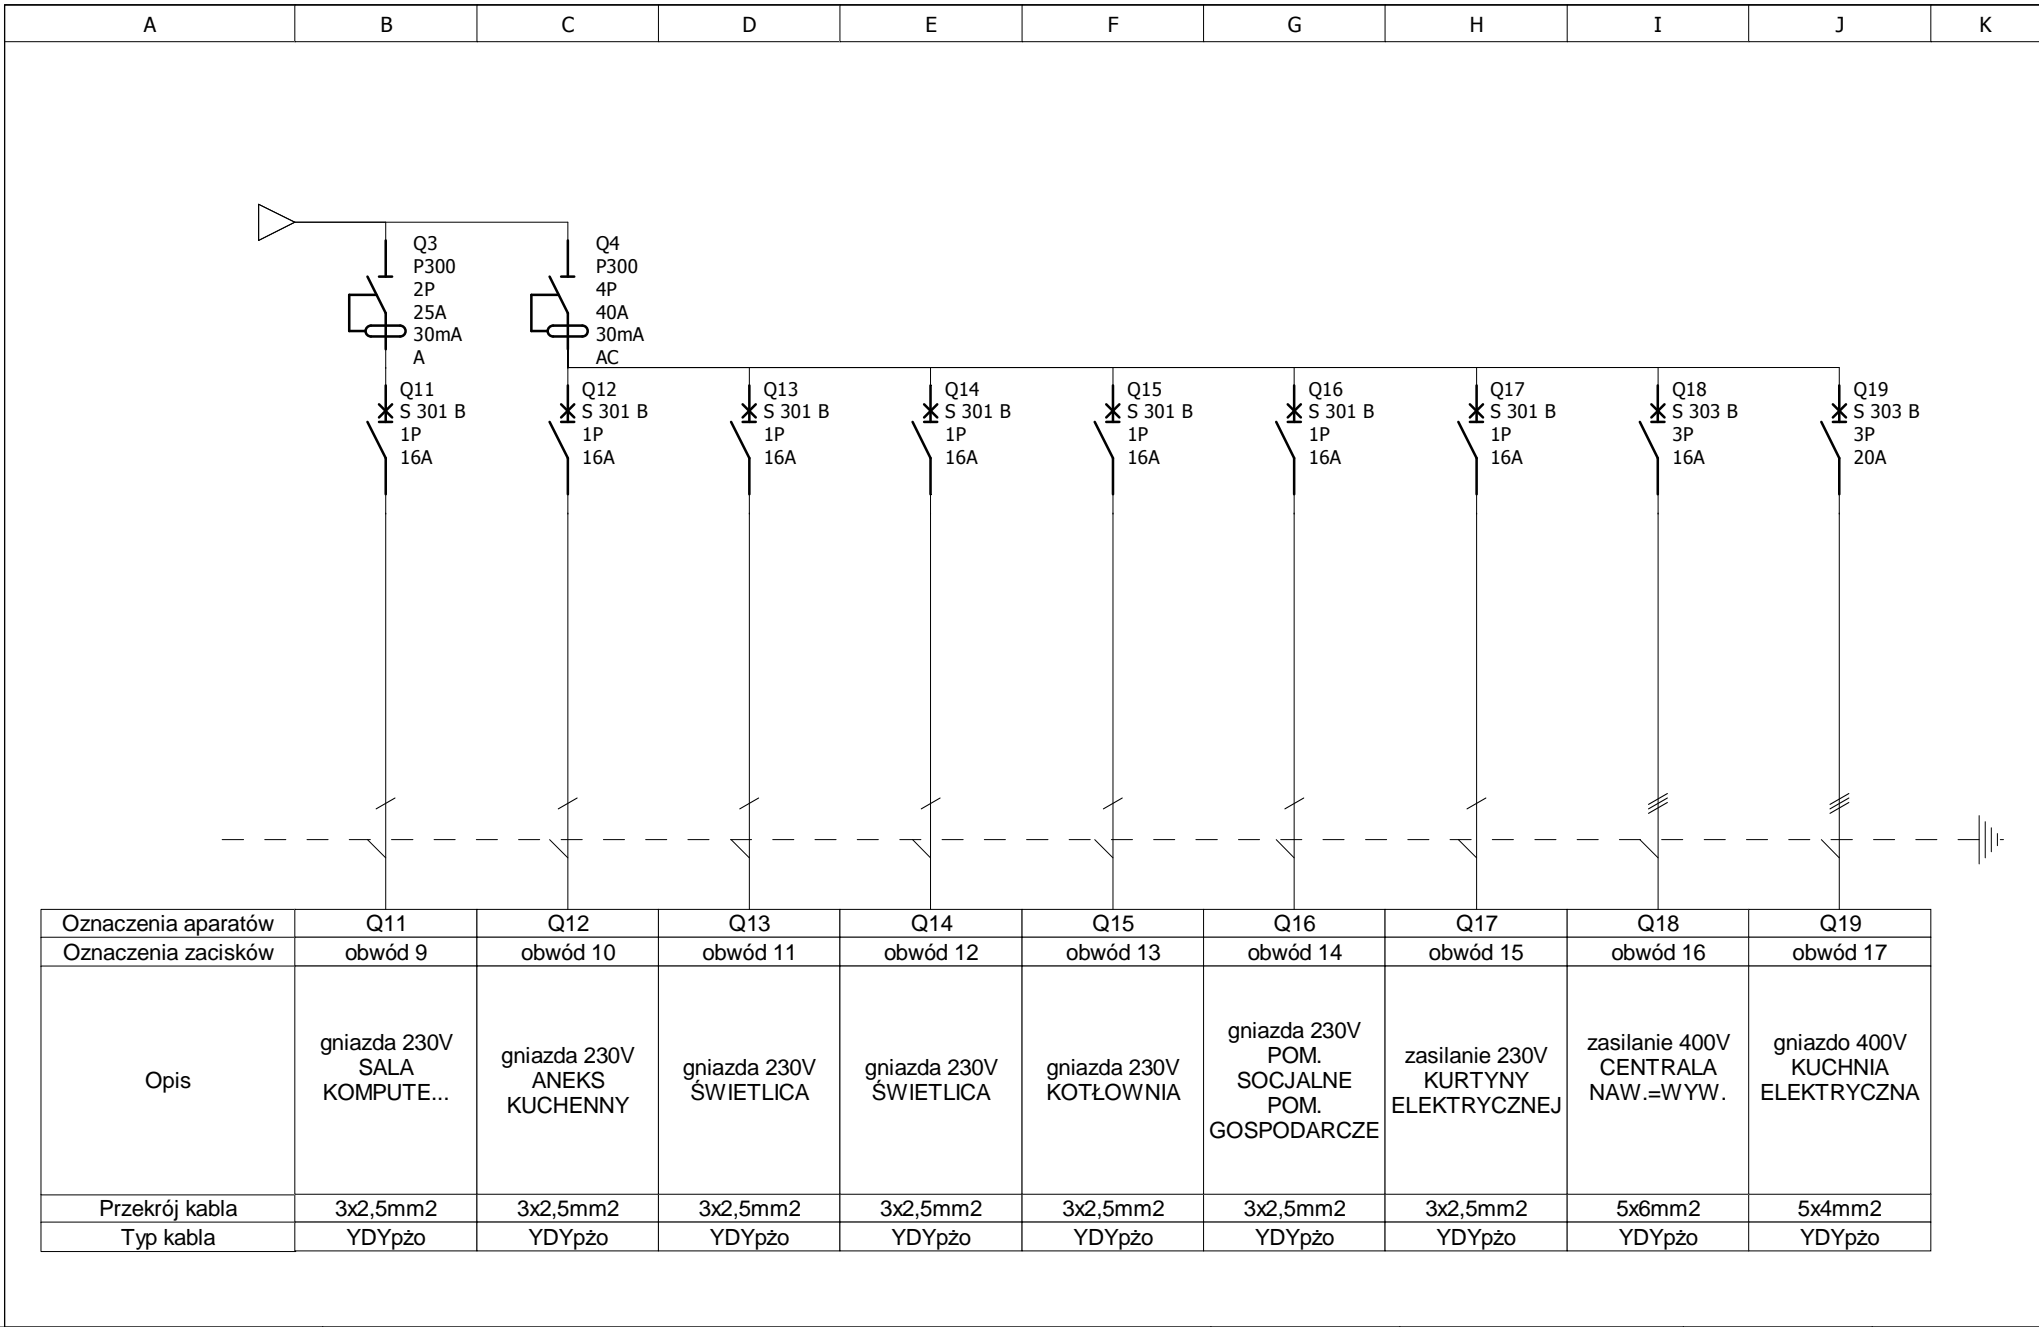 A B C D E F G H I J K
Q3
P300
2P
25A
30mA
A
Q4
P300
4P
40A
30mA
AC
Q11
S 301 B
1P
16A
Q12
S 301 B
1P
16A
Q13
S 301 B
1P
16A
Q14
S 301 B
1P
16A
Q15
S 301 B
1P
16A
Q16
S 301 B
1P
16A
Q17
S 301 B
1P
16A
Q18
S 303 B
3P
16A
Q19
S 303 B
3P
20A
Oznaczenia aparatów Q11 Q12 Q13 Q14 Q15 Q16 Q17 Q18 Q19
Oznaczenia zacisków obwód 9 obwód 10 obwód 11 obwód 12 obwód 13 obwód 14 obwód 15 obwód 16 obwód 17
Opis
gniazda 230V
SALA
KOMPUTE...
gniazda 230V
ANEKS
KUCHENNY
gniazda 230V
ŚWIETLICA
gniazda 230V
ŚWIETLICA
gniazda 230V
KOTŁOWNIA
gniazda 230V
POM.
SOCJALNE
POM.
GOSPODARCZE
zasilanie 230V
KURTYNY
ELEKTRYCZNEJ
zasilanie 400V
CENTRALA
NAW.=WYW.
gniazdo 400V
KUCHNIA
ELEKTRYCZNA
Przekrój kabla 3x2,5mm2 3x2,5mm2 3x2,5mm2 3x2,5mm2 3x2,5mm2 3x2,5mm2 3x2,5mm2 5x6mm2 5x4mm2
Typ kabla YDYpżo YDYpżo YDYpżo YDYpżo YDYpżo YDYpżo YDYpżo YDYpżo YDYpżo